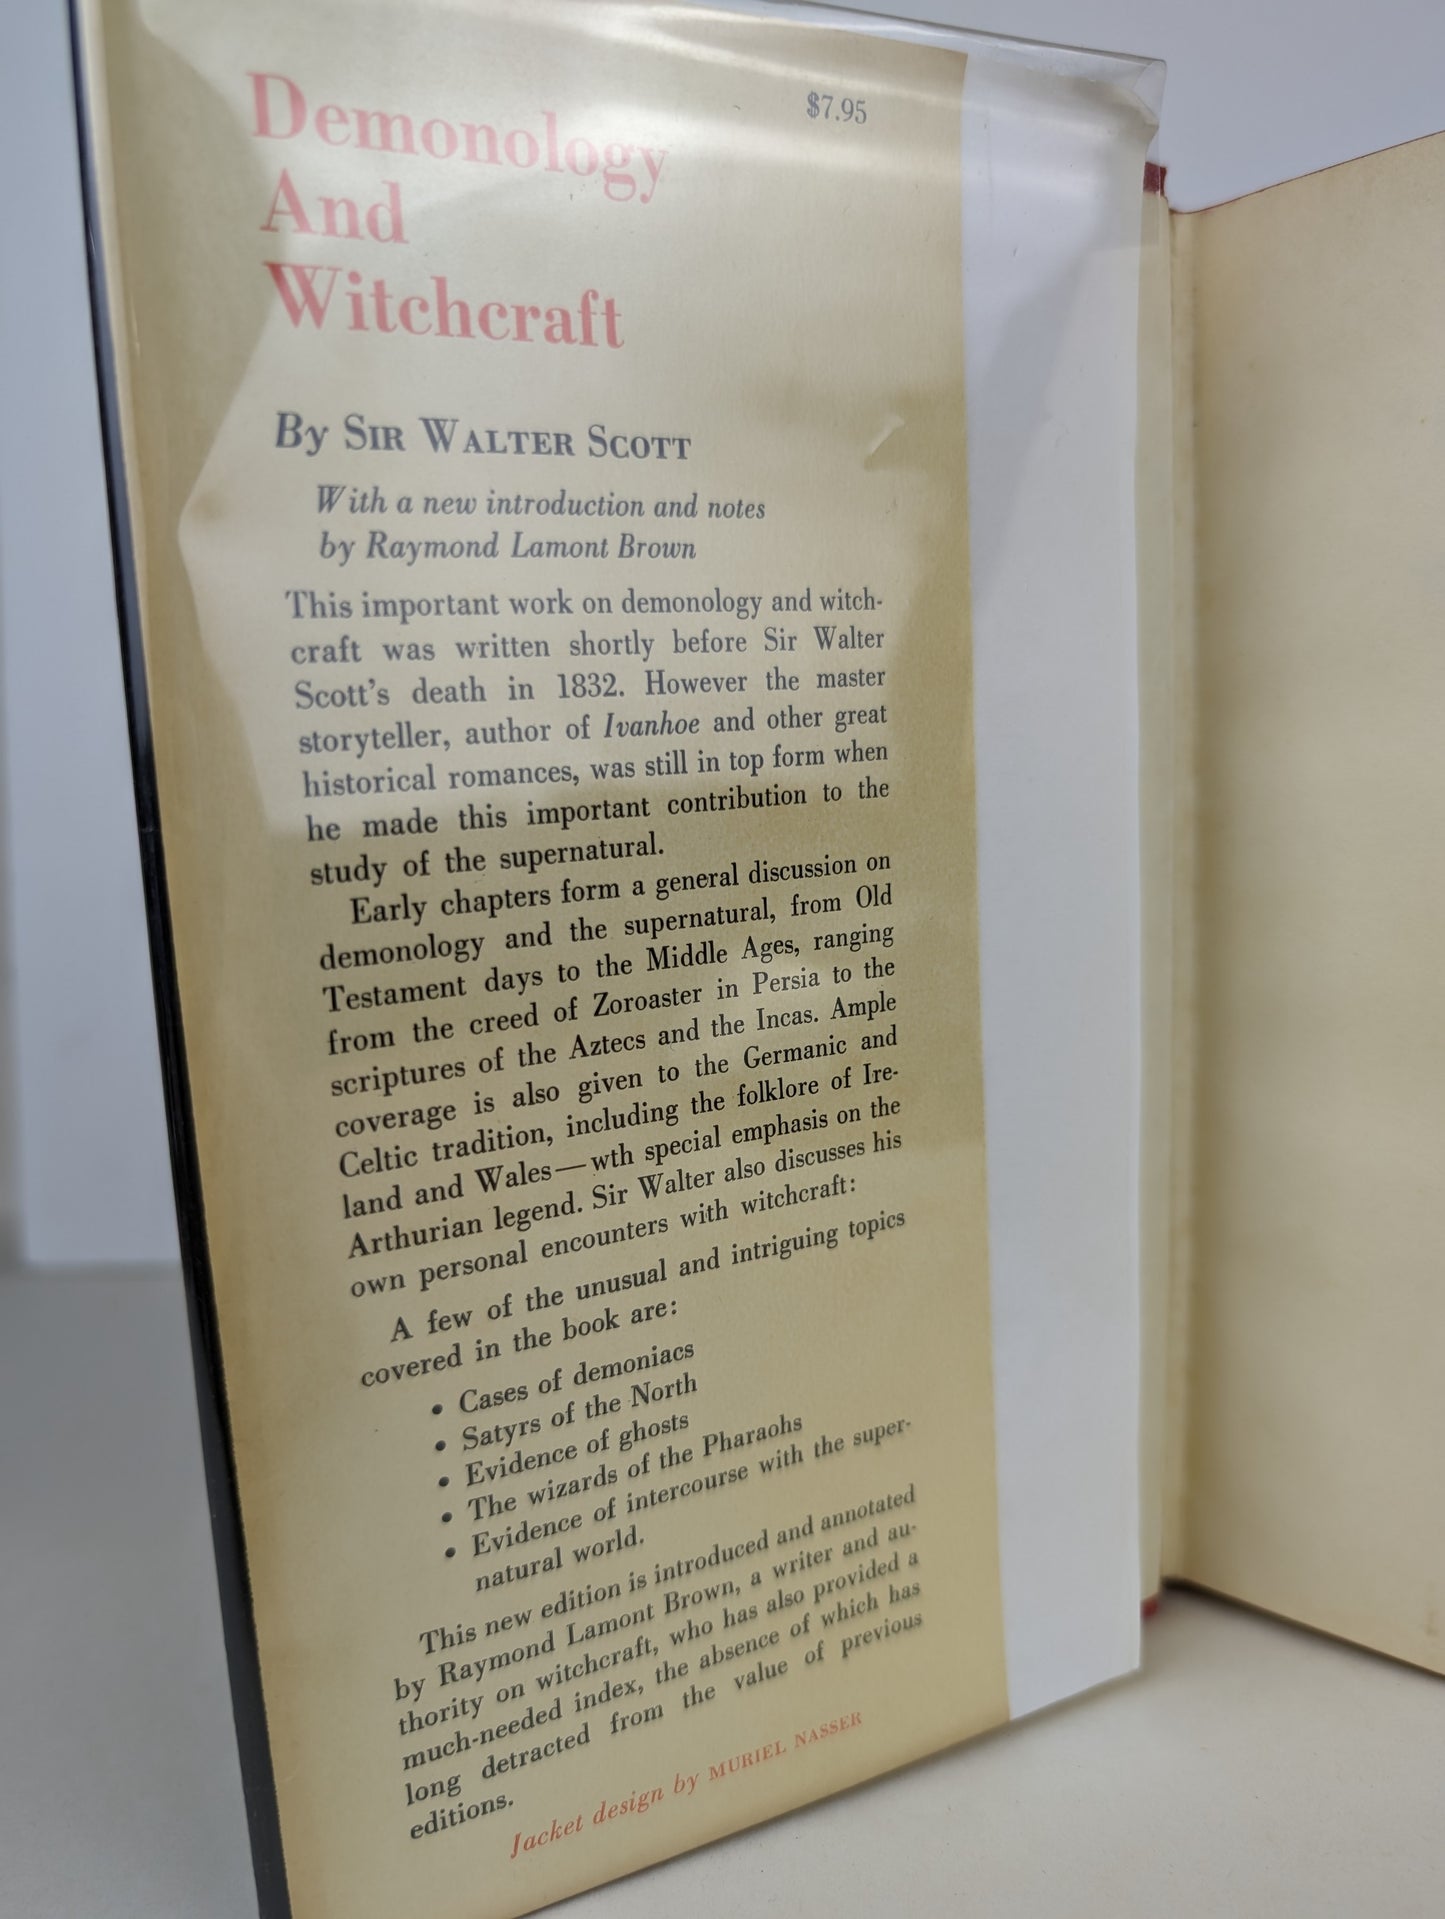 $7.95
Demonology
And
Witchcraft
By SIR WALTER SCOTT
With a new introduction and notes
by Raymond Lamont Brown
This important work on demonology and witch-
craft was written shortly before Sir Walter
Scott's death in 1832. However the master
storyteller, author of Ivanhoe and other great
historical romances, was still in top form when
he made this important contribution to the
study of the supernatural.
Early chapters form a general discussion on
demonology and the supernatural, from Old
Testament days to the Middle Ages, ranging
from the creed of Zoroaster in Persia to the
scriptures of the Aztecs and the Incas. Ample
coverage is also given to the Germanic and
Celtic tradition, including the folklore of Ire-
land and Wales—wth special emphasis on the
Arthurian legend. Sir Walter also discusses his
own personal encounters with witchcraft:
A few of the unusual and intriguing topics
covered in the book are:
• Cases of demoniacs
• Satyrs of the North
• Evidence of ghosts
• The wizards of the Pharaohs
• Evidence of intercourse with the super-
natural world.
This new edition is introduced and annotated
by Raymond Lamont Brown, a writer and au-
thority on witchcraft, who has also provided a
much-needed index, the absence of which has
long detracted from the value of previous
editions.
Jacket design by MURIEL NASSER